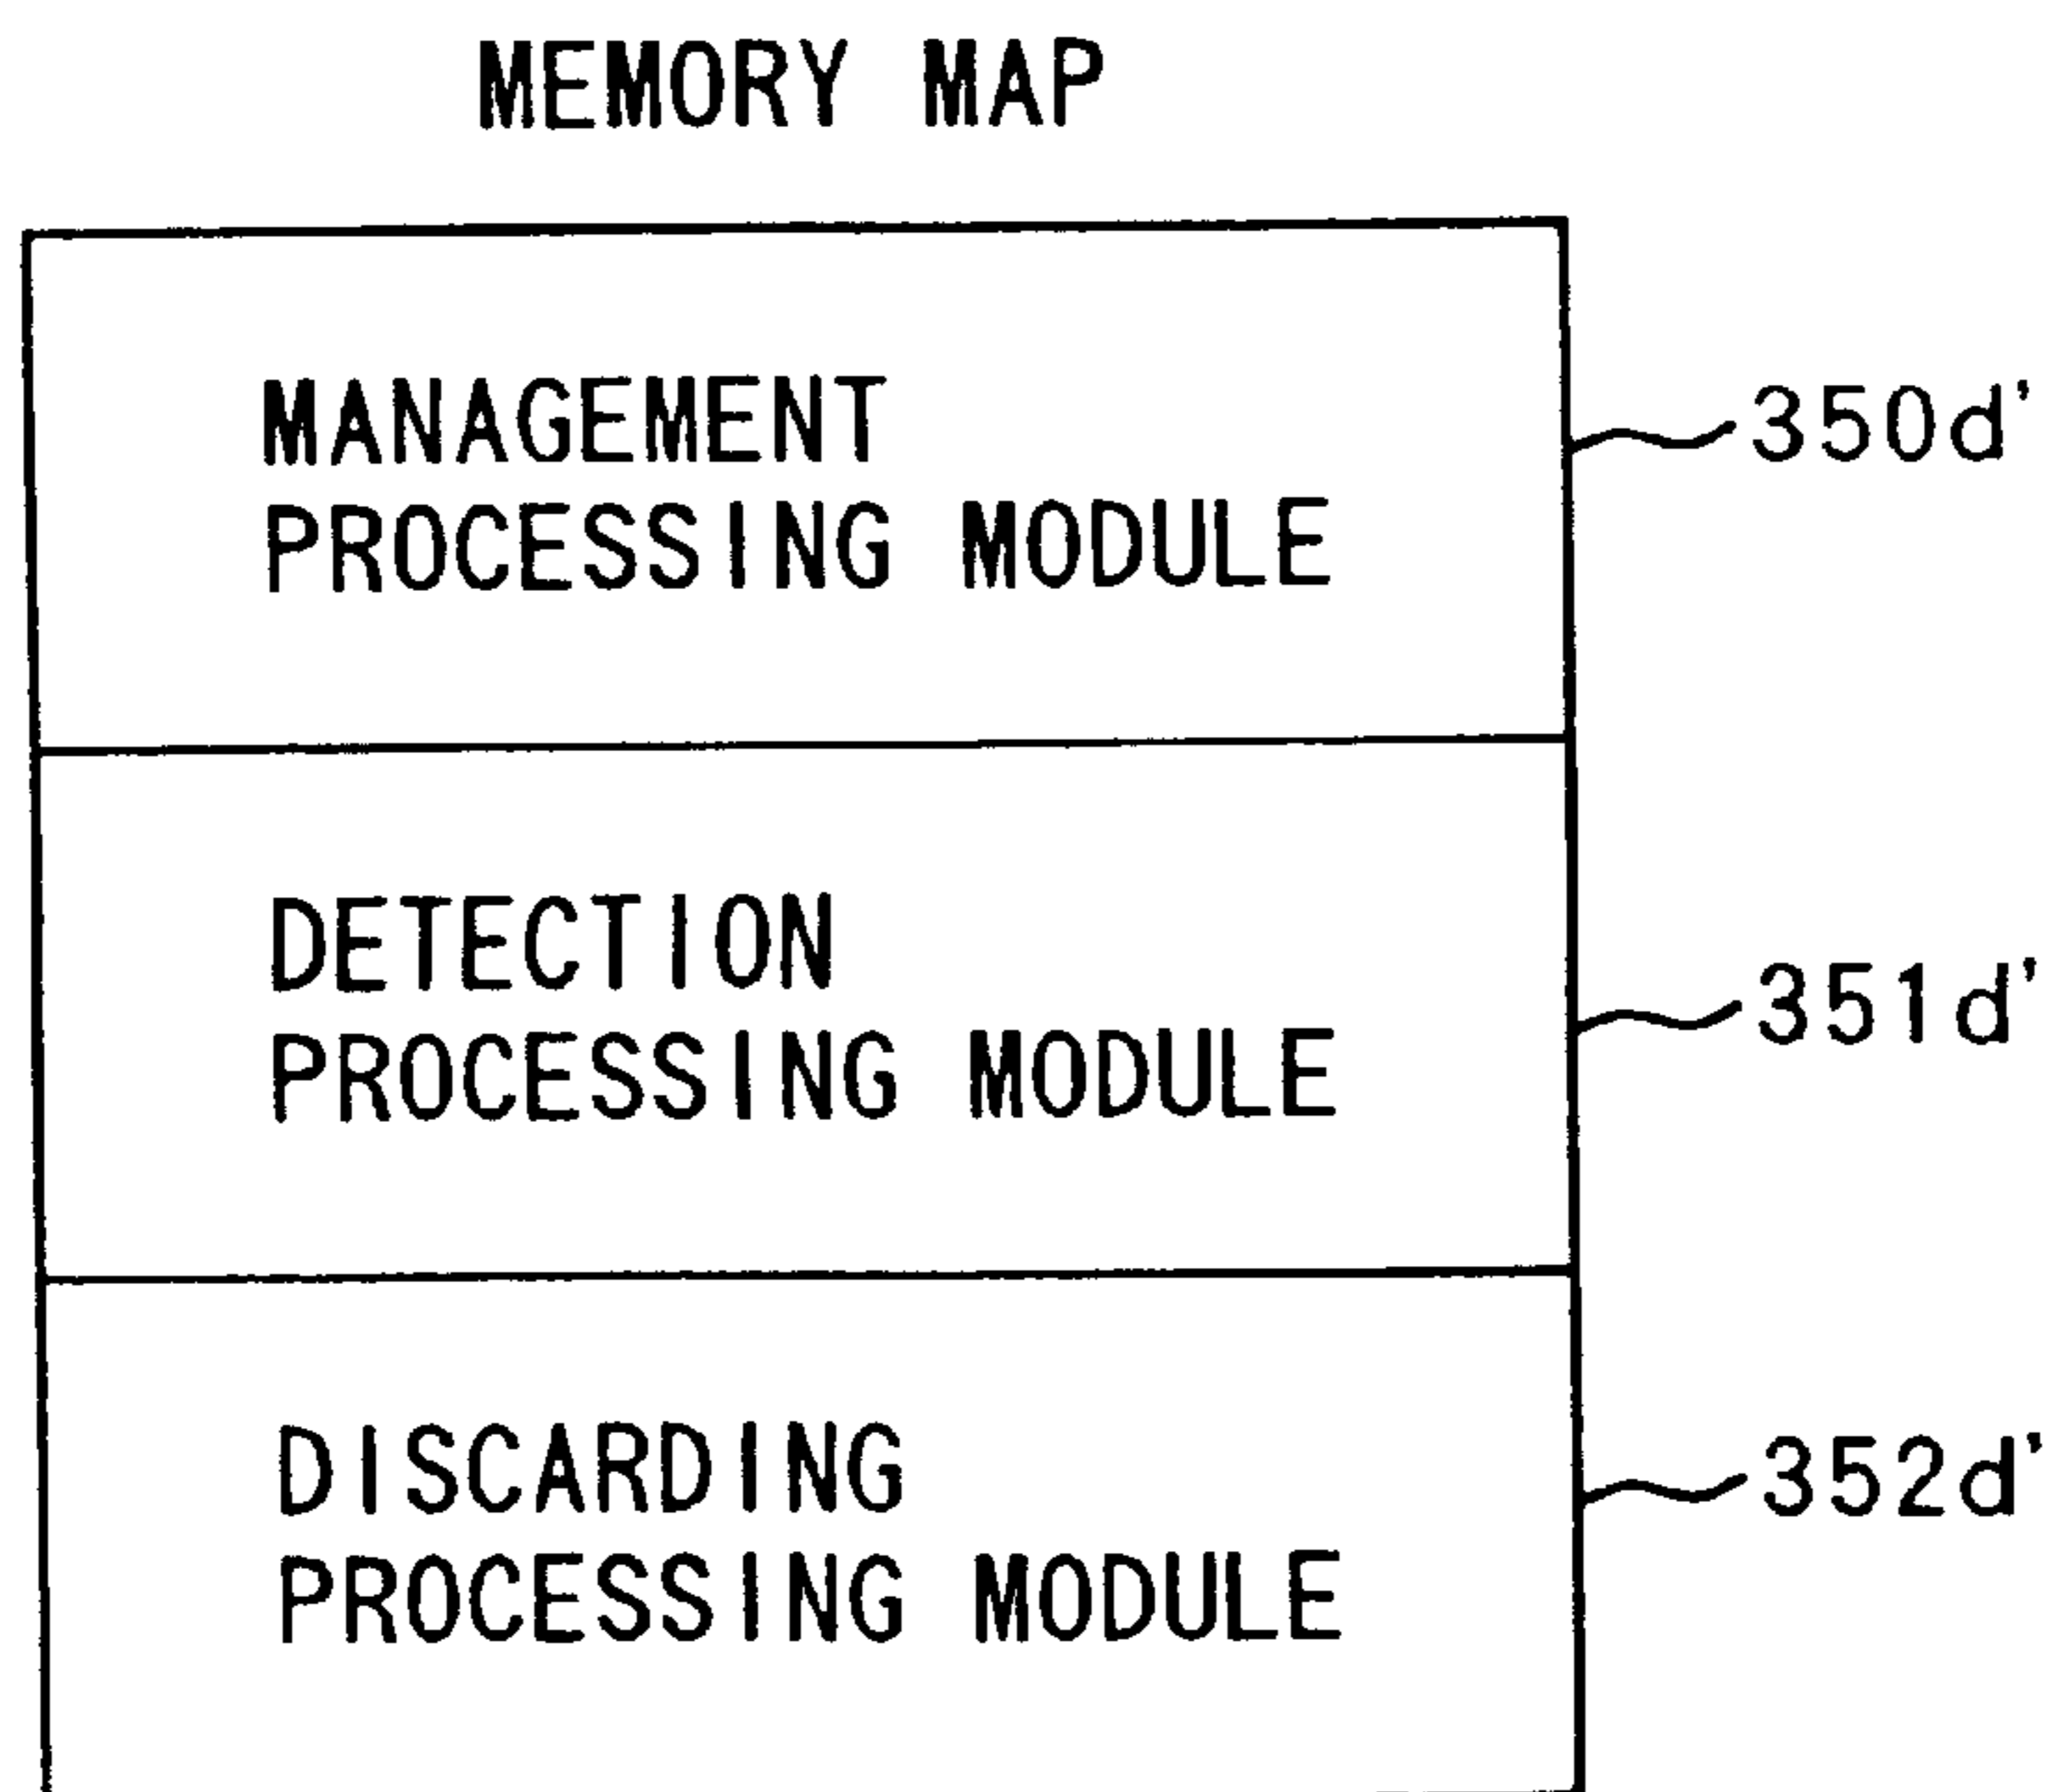 MEMORY MAP
MANAGEMENT
PROCESSING MODULE
350d'
DETECTION
PROCESSING MODULE
351d'
DISCARDING
PROCESSING MODULE
352d'